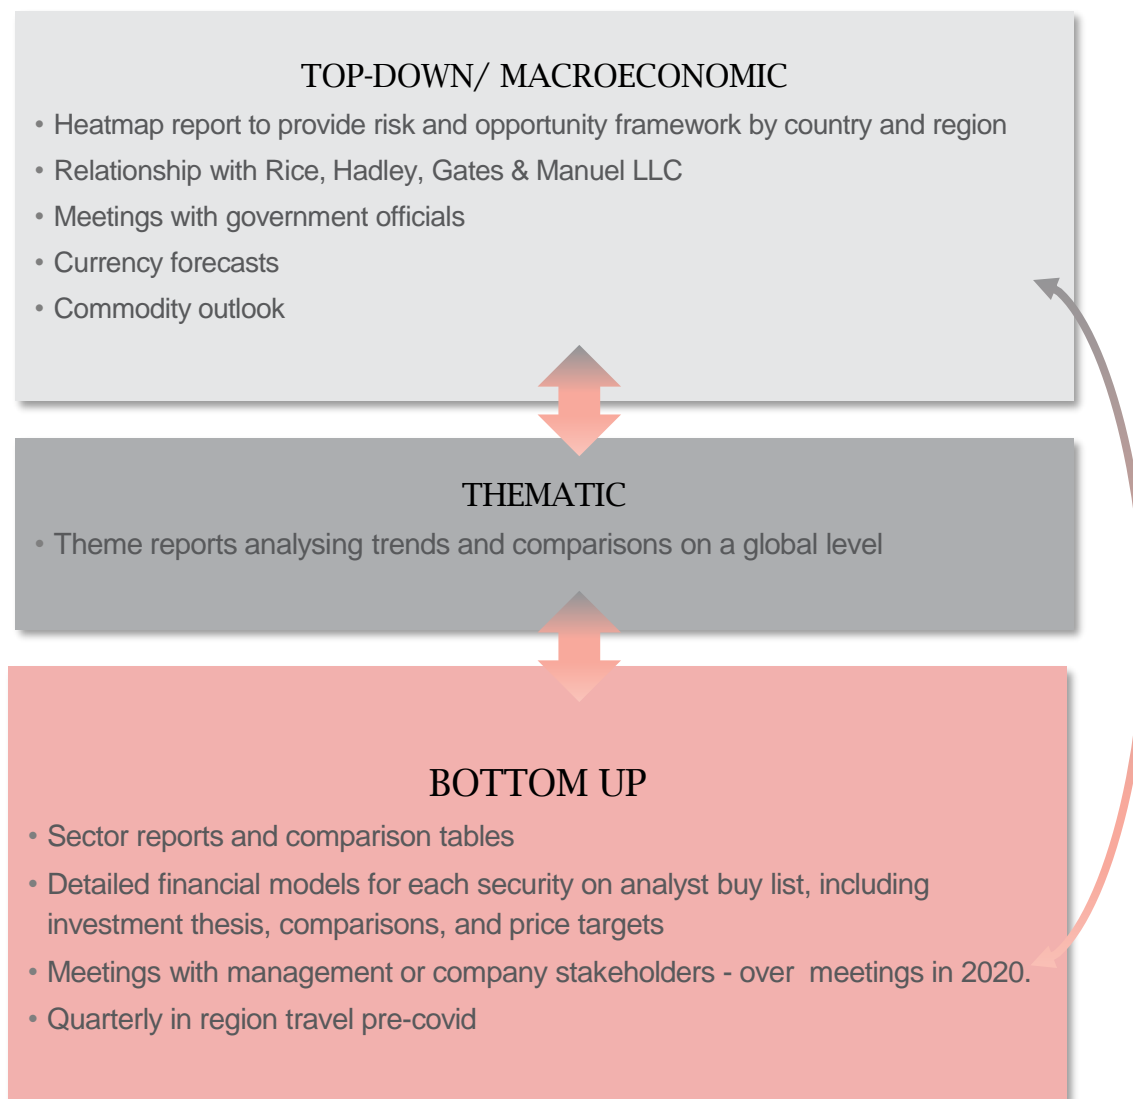 TOP-DOWN/ MACROECONOMIC
• Heatmap report to provide risk and opportunity framework by country and region
• Relationship with Rice, Hadley, Gates & Manuel LLC
• Meetings with government officials
• Currency forecasts
• Commodity outlook
THEMATIC
• Theme reports analysing trends and comparisons on a global level
BOTTOM UP
• Sector reports and comparison tables
• Detailed financial models for each security on analyst buy list, including
investment thesis, comparisons, and price targets
• Meetings with management or company stakeholders - over  meetings in 2020.
• Quarterly in region travel pre-covid